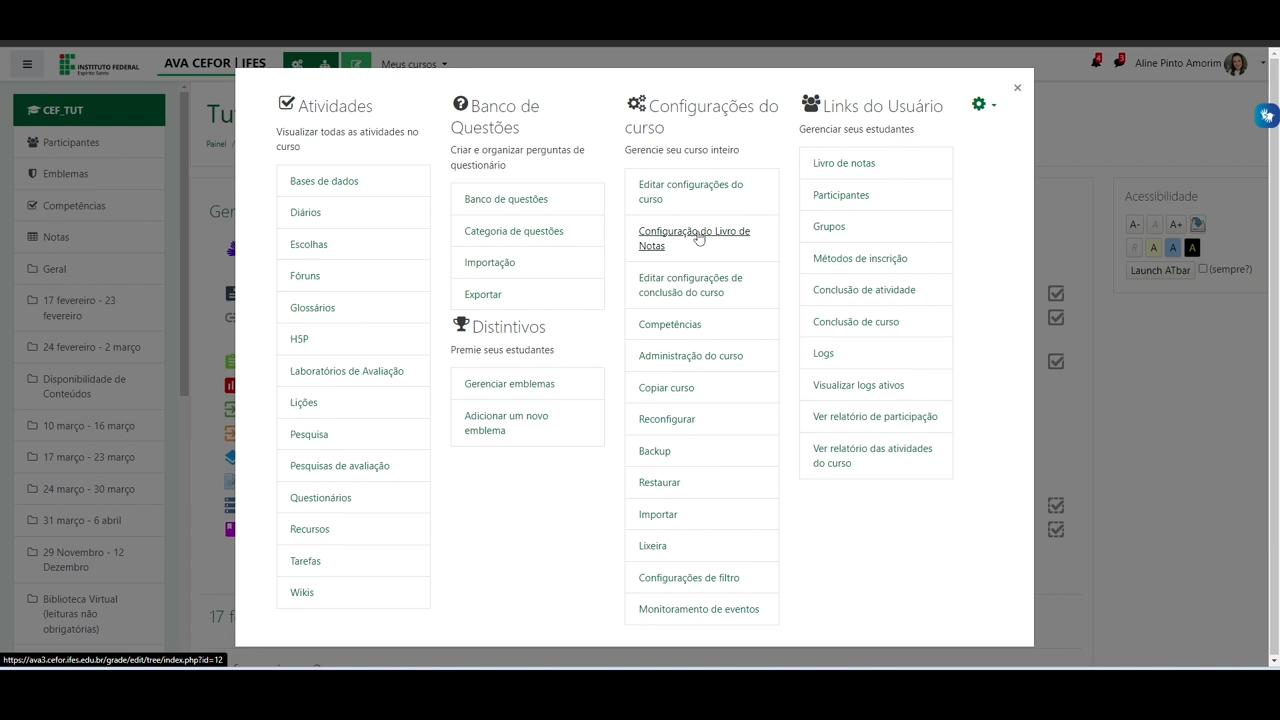 INSTITUTO FEDERAL
Espírito Santo
AVA CEFOR | IFES
Meus cursos
4
3
Aline Pinto Amorim
CEF_TUT
Participantes
Emblemas
Competências
Notas
Geral
17 fevereiro - 23
fevereiro
24 fevereiro - 2 março
Disponibilidade de
Conteúdos
10 março - 16 março
17 março - 23 março
24 março - 30 março
31 março - 6 abril
29 Novembro - 12
Dezembro
Biblioteca Virtual
(leituras não
obrigatórias)
Tu
Painel /
Ger
17 f
×
Atividades
Visualizar todas as atividades no
curso
Bases de dados
Diários
Escolhas
Fóruns
Glossários
H5P
Laboratórios de Avaliação
Lições
Pesquisa
Pesquisas de avaliação
Questionários
Recursos
Tarefas
Wikis
Banco de
Questões
Criar e organizar perguntas de
questionário
Banco de questões
Categoria de questões
Importação
Exportar
Distintivos
Premie seus estudantes
Gerenciar emblemas
Adicionar um novo
emblema
Configurações do
curso
Gerencie seu curso inteiro
Editar configurações do
curso
Configuração do Livro de
Notas
Editar configurações de
conclusão do curso
Competências
Administração do curso
Copiar curso
Reconfigurar
Backup
Restaurar
Importar
Lixeira
Configurações de filtro
Monitoramento de eventos
Links do Usuário
Gerenciar seus estudantes
Livro de notas
Participantes
Grupos
Métodos de inscrição
Conclusão de atividade
Conclusão de curso
Logs
Visualizar logs ativos
Ver relatório de participação
Ver relatório das atividades
do curso
Acessibilidade
A- A A+
R A A A
Launch ATbar (sempre?)
https://ava3.cefor.ifes.edu.br/grade/edit/tree/index.php?id=12